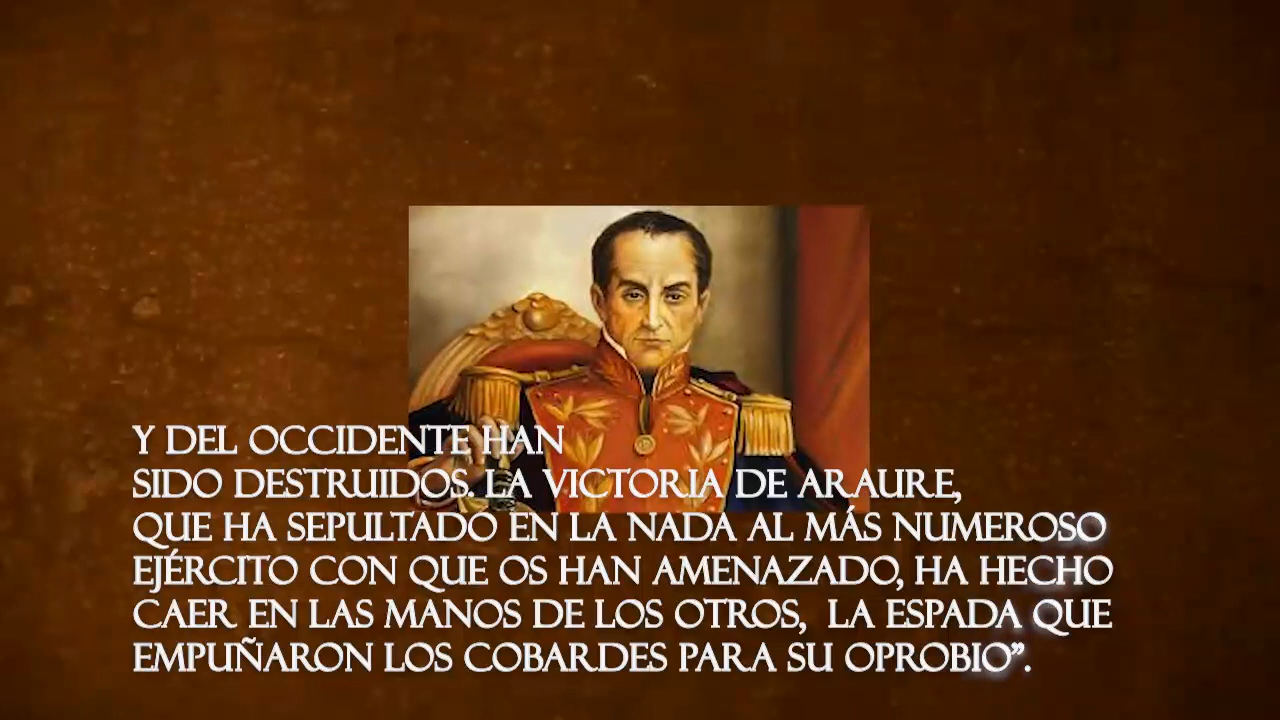 Y DEL OCCIDENTE HAN
SIDO DESTRUIDOS. LA VICTORIA DE ARAURE,
QUE HA SEPULTADO EN LA NADA AL MÁS NUMEROSO
EJÉRCITO CON QUE OS HAN AMENAZADO, HA HECHO
CAER EN LAS MANOS DE LOS OTROS, LA ESPADA QUE
EMPUÑARON LOS COBARDES PARA SU OPROBIO”.